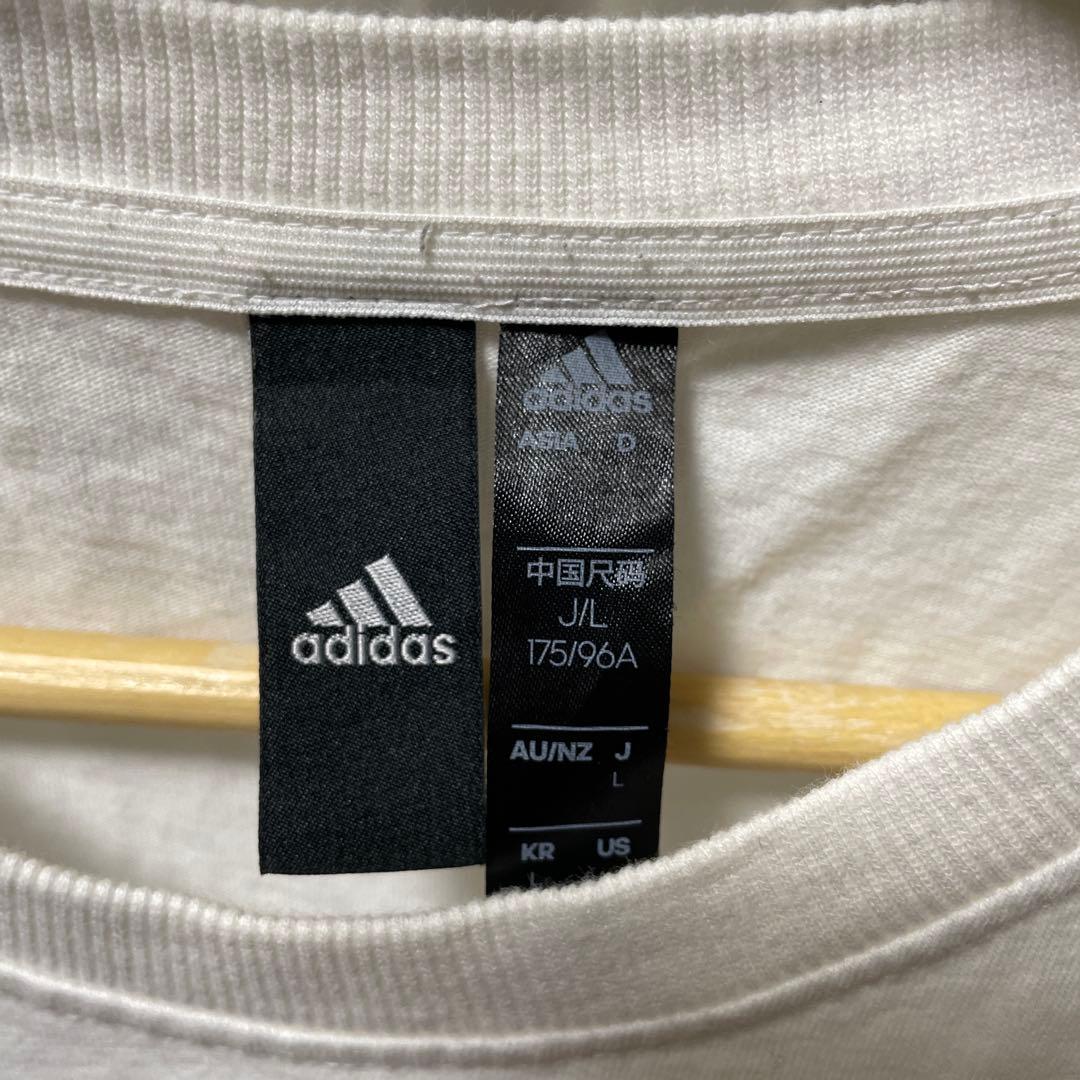 adidas
adidas
ASIA D
中国尺码
J/L
175/96A
AU/NZ J
L
KR US